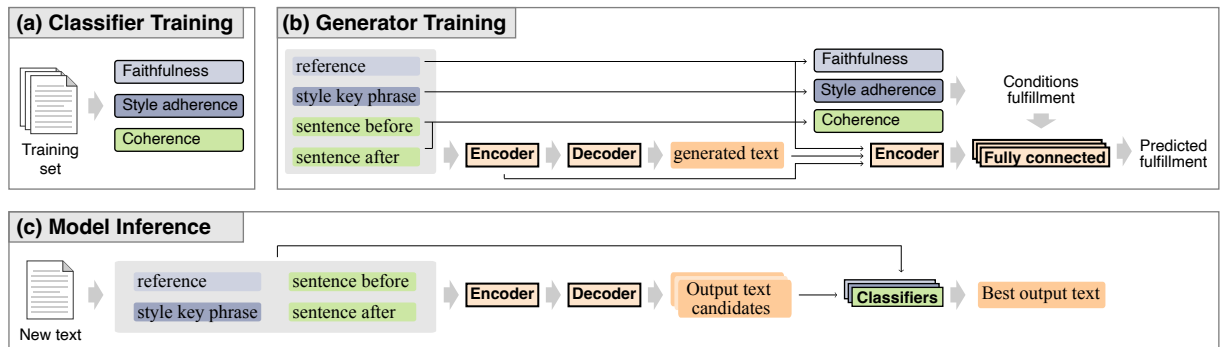 (a) Classifier Training
Training
set
Faithfulness
Style adherence
Coherence
(b) Generator Training
reference
style key phrase
sentence before
sentence after
Encoder
Decoder
generated text
Faithfulness
Style adherence
Coherence
Encoder
Conditions
fulfillment
Fully connected
Predicted
fulfillment
(c) Model Inference
New text
reference
sentence before
style key phrase
sentence after
Encoder
Decoder
Output text
candidates
Classifiers
Best output text